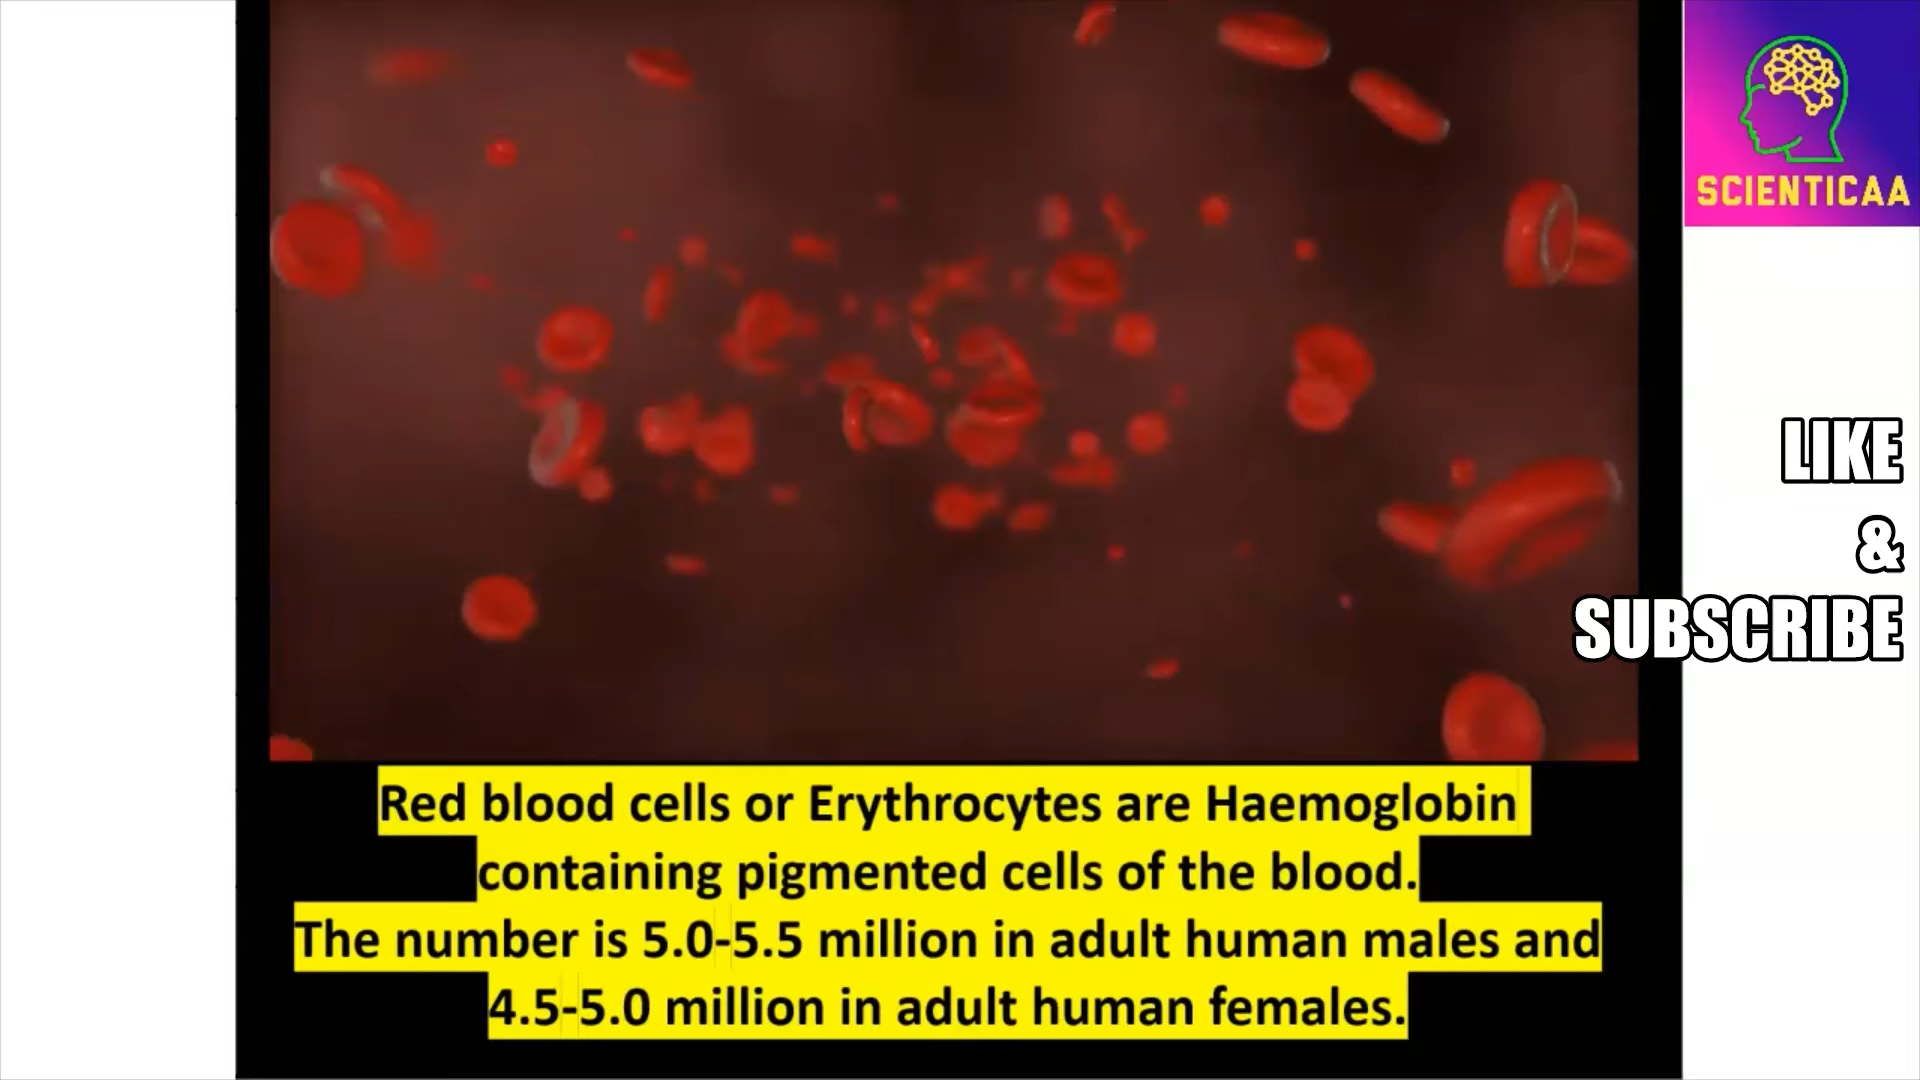 SCIENTICAA
LIKE
&
SUBSCRIBE
Red blood cells or Erythrocytes are Haemoglobin
containing pigmented cells of the blood.
The number is 5.0-5.5 million in adult human males and
4.5-5.0 million in adult human females.